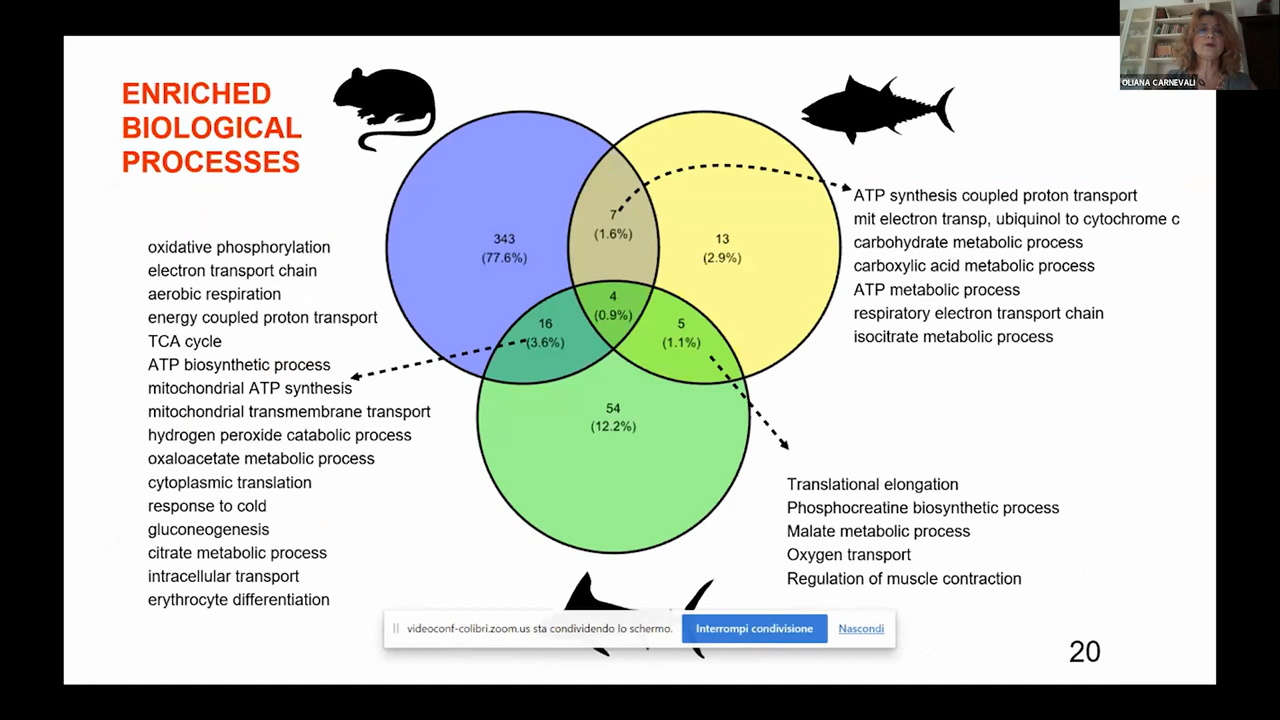 OLIANA CARNEVALI
ENRICHED
BIOLOGICAL
PROCESSES
oxidative phosphorylation
electron transport chain
aerobic respiration
energy coupled proton transport
TCA cycle
ATP biosynthetic process
mitochondrial ATP synthesis
mitochondrial transmembrane transport
hydrogen peroxide catabolic process
oxaloacetate metabolic process
cytoplasmic translation
response to cold
gluconeogenesis
citrate metabolic process
intracellular transport
erythrocyte differentiation
343
(77.6%)
7
(1.6%)
13
(2.9%)
4
(0.9%)
16
(3.6%)
5
(1.1%)
54
(12.2%)
ATP synthesis coupled proton transport
mit electron transp, ubiquinol to cytochrome c
carbohydrate metabolic process
carboxylic acid metabolic process
ATP metabolic process
respiratory electron transport chain
isocitrate metabolic process
Translational elongation
Phosphocreatine biosynthetic process
Malate metabolic process
Oxygen transport
Regulation of muscle contraction
videoconf-colibri.zoom.us sta condividendo lo schermo.
Interrompi condivisione
Nascondi
20